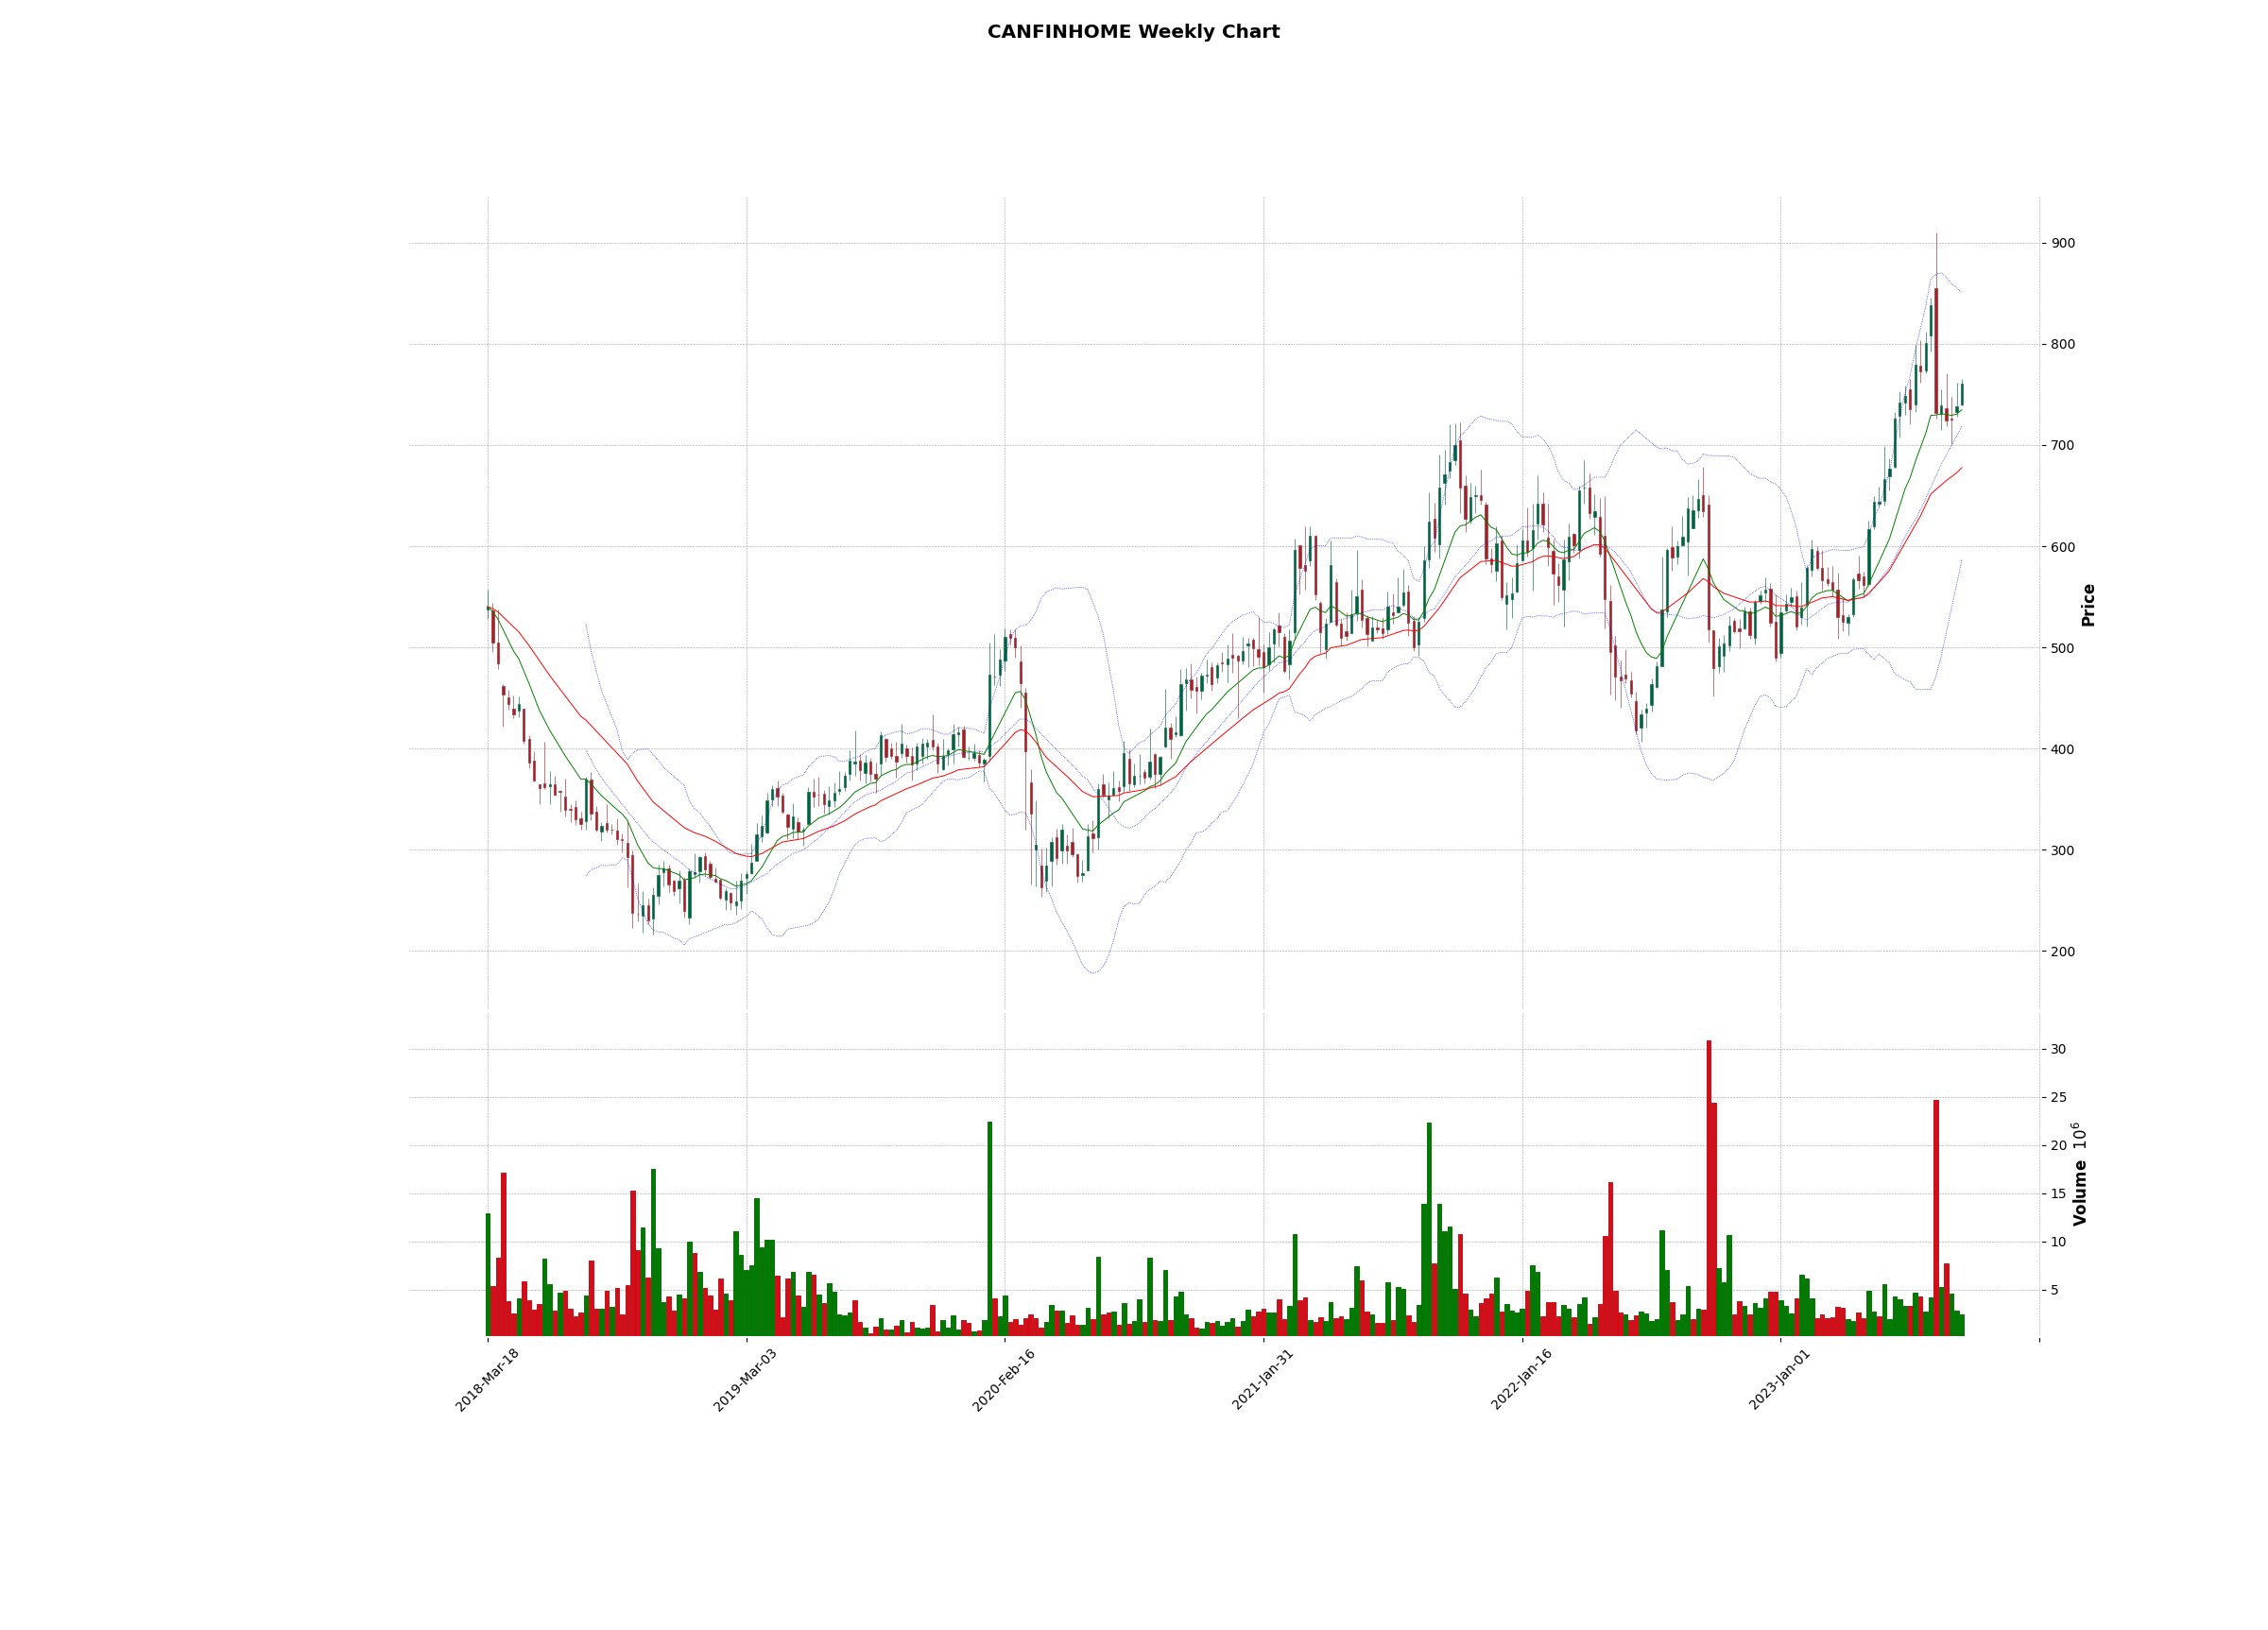 CANFINHOME Weekly Chart
900
800
700
600
500
400
300
200
Price
30
25
20
15
10
5
Volume 10^6
2018-Mar-18
2019-Mar-03
2020-Feb-16
2021-Jan-31
2022-Jan-16
2023-Jan-01